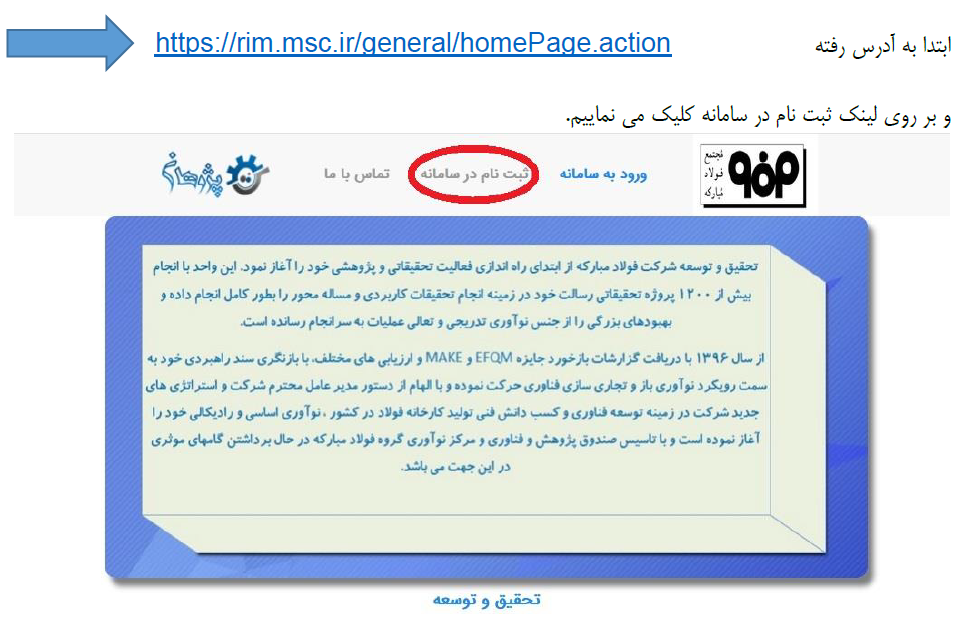 ابتدا به آدرس رفته https://rim.msc.ir/general/homePage.action
و بر روی لینک ثبت نام در سامانه کلیک می نماییم.
مجتمع
فولاد
مبارکه
ورود به سامانه
ثبت نام در سامانه
تماس با ما
پژوهان
تحقیق و توسعه شرکت فولاد مبارکه از ابتدای راه اندازی فعالیت تحقیقاتی و پژوهشی خود را آغاز نمود. این واحد با انجام
بیش از ۱۲۰۰ پروژه تحقیقاتی رسالت خود در زمینه انجام تحقیقات کاربردی و مساله محور را بطور کامل انجام داده و
بهبودهای بزرگی را از جنس نوآوری تدریجی و تعالی عملیات به سرانجام رسانده است.
از سال ۱۳۹۶ با دریافت گزارشات بازخورد جایزه EFQM و MAKE و ارزیابی های مختلف، با بازنگری سند راهبردی خود به
سمت رویکرد نوآوری باز و تجاری سازی فناوری حرکت نموده و با الهام از دستور مدیر عامل محترم شرکت و استراتژی های
جدید شرکت در زمینه توسعه فناوری و کسب دانش فنی تولید کارخانه فولاد در کشور ، نوآوری اساسی و رادیکالی خود را
آغاز نموده است و با تاسیس صندوق پژوهش و فناوری و مرکز نوآوری گروه فولاد مبارکه در حال برداشتن گامهای موثری
در این جهت می باشد.
تحقیق و توسعه